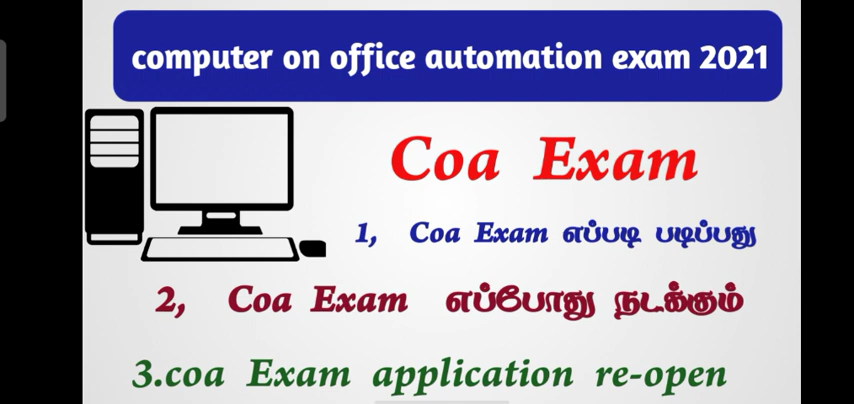 computer on office automation exam 2021
Coa Exam
1, Coa Exam எப்படி படிப்பது
2, Coa Exam எப்போது நடக்கும்
3.coa Exam application re-open